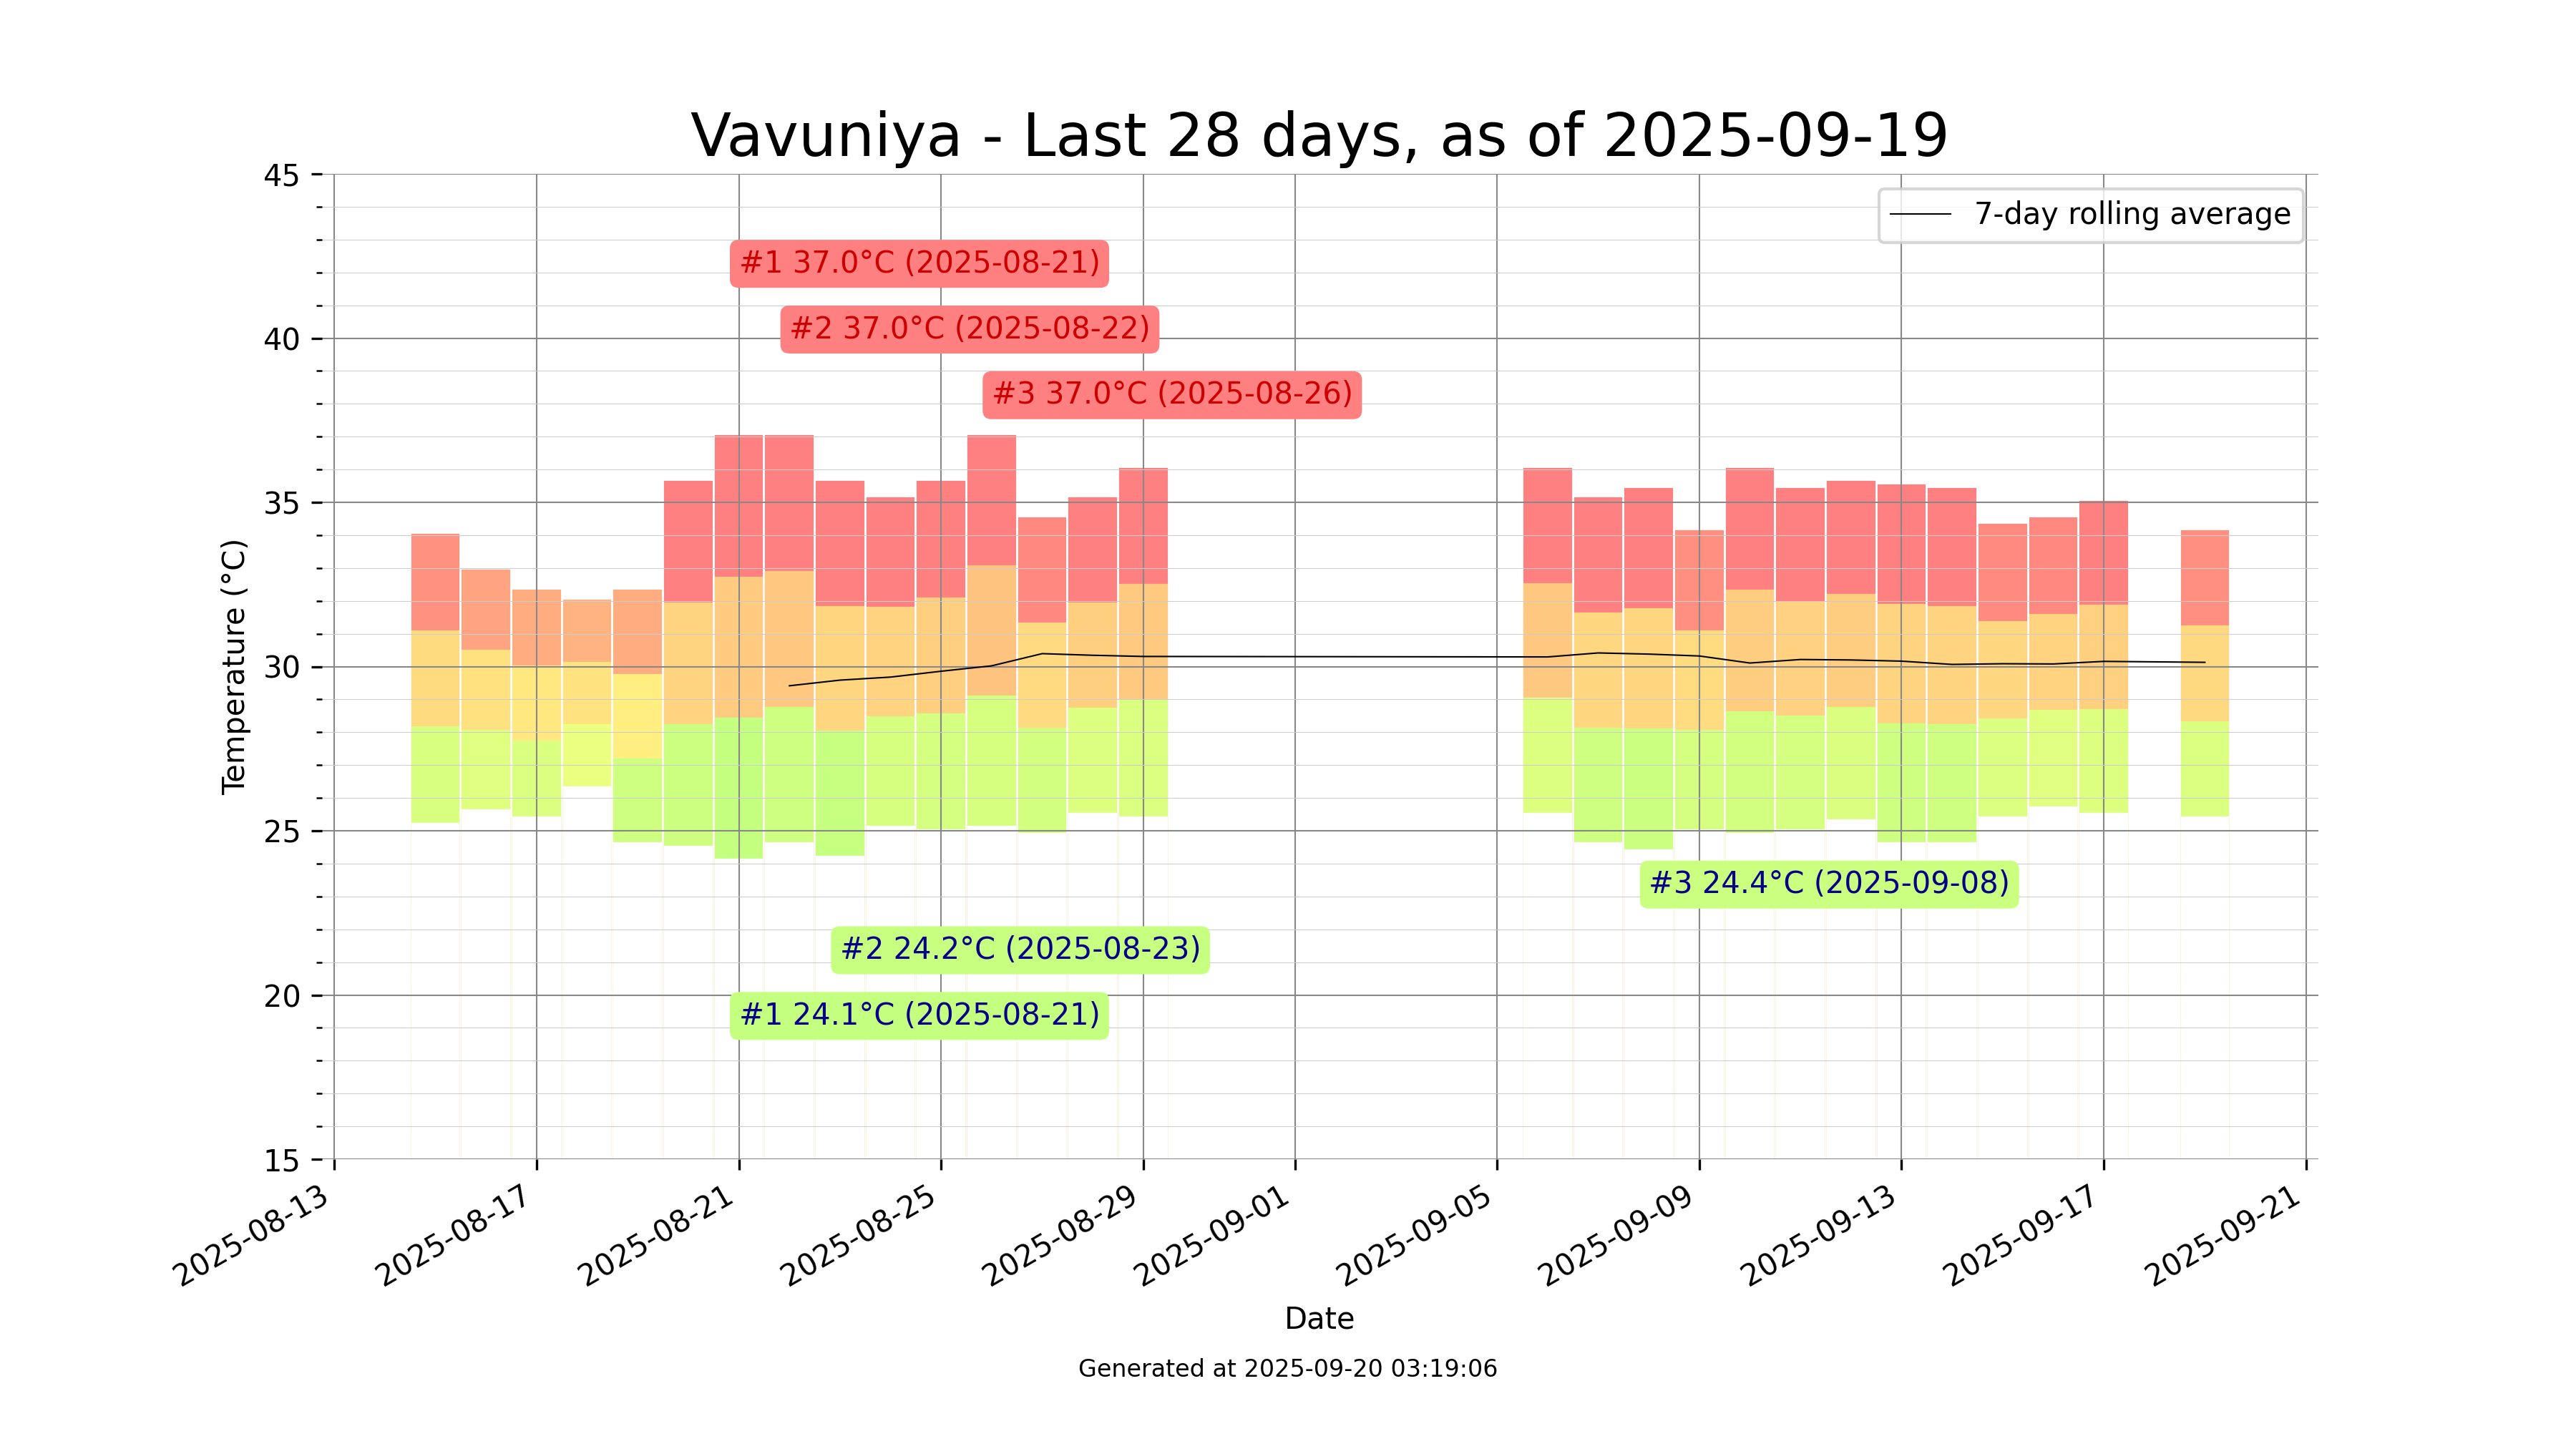 Vavuniya - Last 28 days, as of 2025-09-19
45
40
35
30
25
20
15
Temperature (°C)
7-day rolling average
#1 37.0°C (2025-08-21)
#2 37.0°C (2025-08-22)
#3 37.0°C (2025-08-26)
#3 24.4°C (2025-09-08)
#2 24.2°C (2025-08-23)
#1 24.1°C (2025-08-21)
2025-08-13
2025-08-17
2025-08-21
2025-08-25
2025-08-29
2025-09-01
2025-09-05
2025-09-09
2025-09-13
2025-09-17
2025-09-21
Date
Generated at 2025-09-20 03:19:06